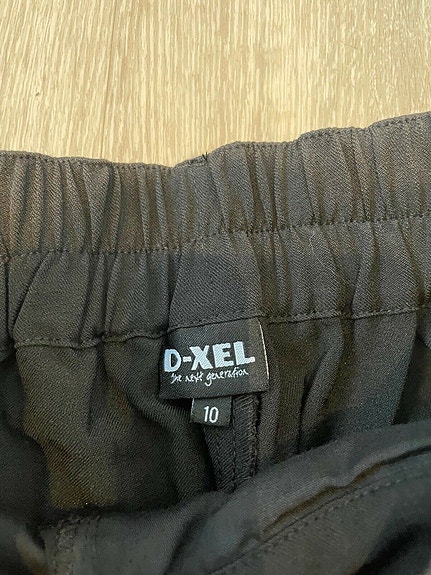 D-XEL
the next generation
10